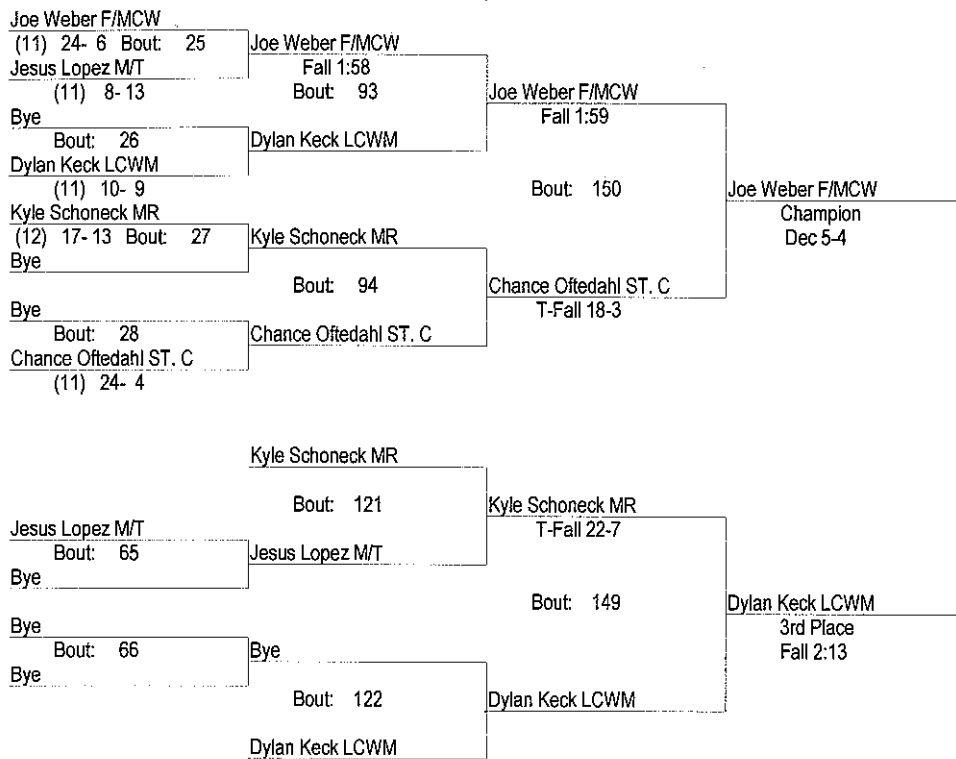 Joe Weber F/MCW
(11) 24- 6 Bout: 25
Joe Weber F/MCW
Jesus Lopez M/T
Fall 1:58
(11) 8- 13
Bout: 93
Joe Weber F/MCW
Bye
Fall 1:59
Bout: 26
Dylan Keck LCWM
Dylan Keck LCWM
(11) 10- 9
Bout: 150
Joe Weber F/MCW
Kyle Schoneck MR
Champion
(12) 17- 13 Bout: 27
Kyle Schoneck MR
Dec 5-4
Bye
Bout: 94
Chance Oftedahl ST. C
Bye
T-Fall 18-3
Bout: 28
Chance Oftedahl ST. C
Chance Oftedahl ST. C
(11) 24- 4
Kyle Schoneck MR
Bout: 121
Kyle Schoneck MR
Jesus Lopez M/T
T-Fall 22-7
Bout: 65
Jesus Lopez M/T
Bye
Bout: 149
Dylan Keck LCWM
Bye
3rd Place
Bout: 66
Bye
Fall 2:13
Bye
Bout: 122
Dylan Keck LCWM
Dylan Keck LCWM